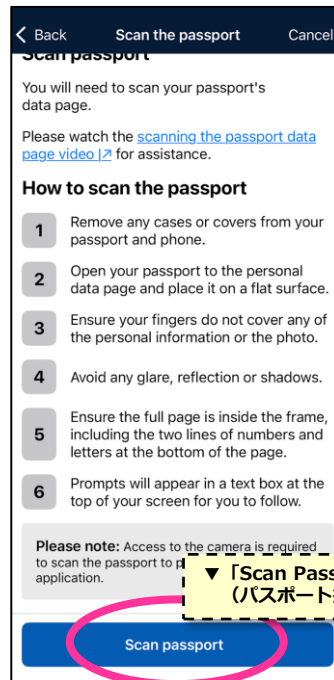 Back Scan the passport Cancel
Scan passport
You will need to scan your passport's
data page.
Please watch the scanning the passport data
page video for assistance.
How to scan the passport
1 Remove any cases or covers from your
passport and phone.
2 Open your passport to the personal
data page and place it on a flat surface.
3 Ensure your fingers do not cover any of
the personal information or the photo.
4 Avoid any glare, reflection or shadows.
5 Ensure the full page is inside the frame,
including the two lines of numbers and
letters at the bottom of the page.
6 Prompts will appear in a text box at the
top of your screen for you to follow.
Please note: Access to the camera is required
to scan the passport to
application.
▼「Scan
（パスポート
Scan passport